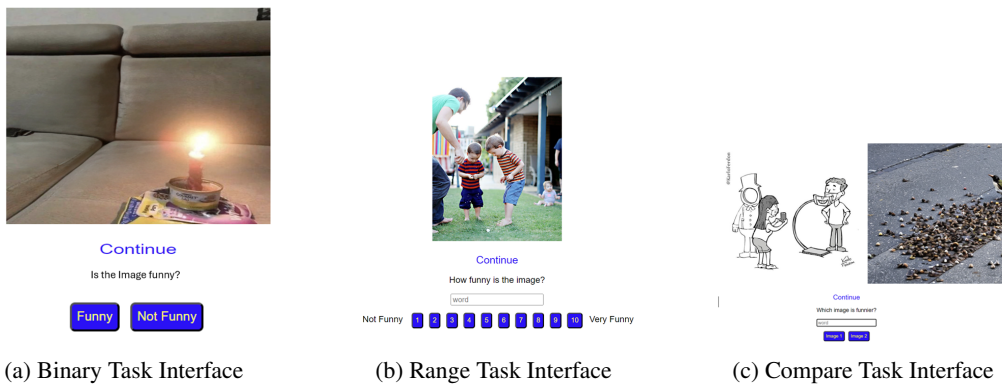 Continue
Is the Image funny?
Funny
Not Funny
(a) Binary Task Interface
Continue
How funny is the image?
word
Not Funny 1 2 3 4 5 6 7 8 9 10 Very Funny
(b) Range Task Interface
Continue
Which image is funnier?
word
Image 1 Image 2
(c) Compare Task Interface